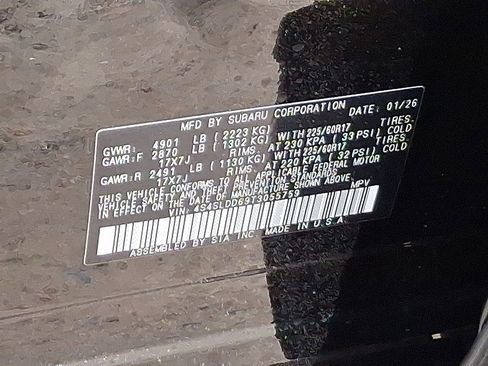 MFD BY SUBARU CORPORATION DATE: 01/26
GVWR: 4901 LB (2223 KG)
GAWR:F 2870 LB (1302 KG) WITH 225/60R17 TIRES-
17X7J RIMS- AT 230 KPA (33 PSI) COLD
GAWR:R 2491 LB (1130 KG) WITH 225/60R17 TIRES-
17X7J RIMS- AT 220 KPA (32 PSI) COLD
THIS VEHICLE CONFORMS TO ALL APPLICABLE FEDERAL MOTOR
VEHICLE SAFETY AND THEFT PREVENTION STANDARDS
IN EFFECT ON THE DATE OF MANUFACTURE SHOWN ABOVE.
VIN: 4S4SLDD69T3055759 MPV
ASSEMBLED BY SIA INC. MADE IN U.S.A.